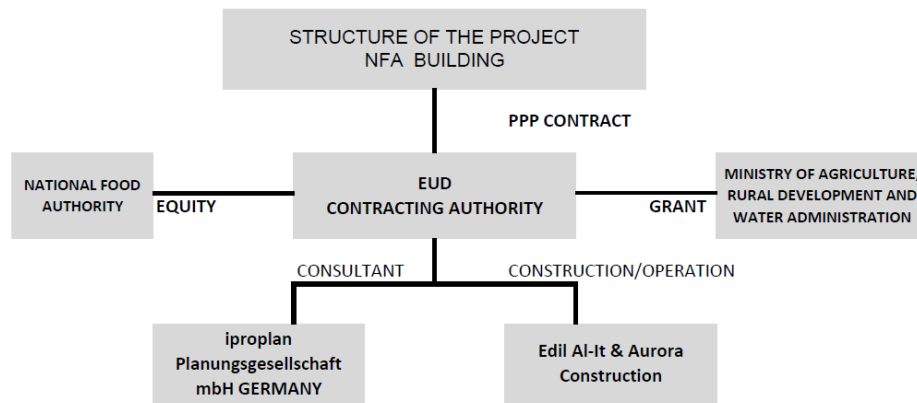 STRUCTURE OF THE PROJECT
NFA BUILDING
PPP CONTRACT
NATIONAL FOOD
AUTHORITY
EQUITY
EUD
CONTRACTING AUTHORITY
GRANT
MINISTRY OF AGRICULTURE,
RURAL DEVELOPMENT AND
WATER ADMINISTRATION
CONSULTANT
CONSTRUCTION/OPERATION
iproplan
Planungsgesellschaft
mbH GERMANY
Edil Al-It & Aurora
Construction